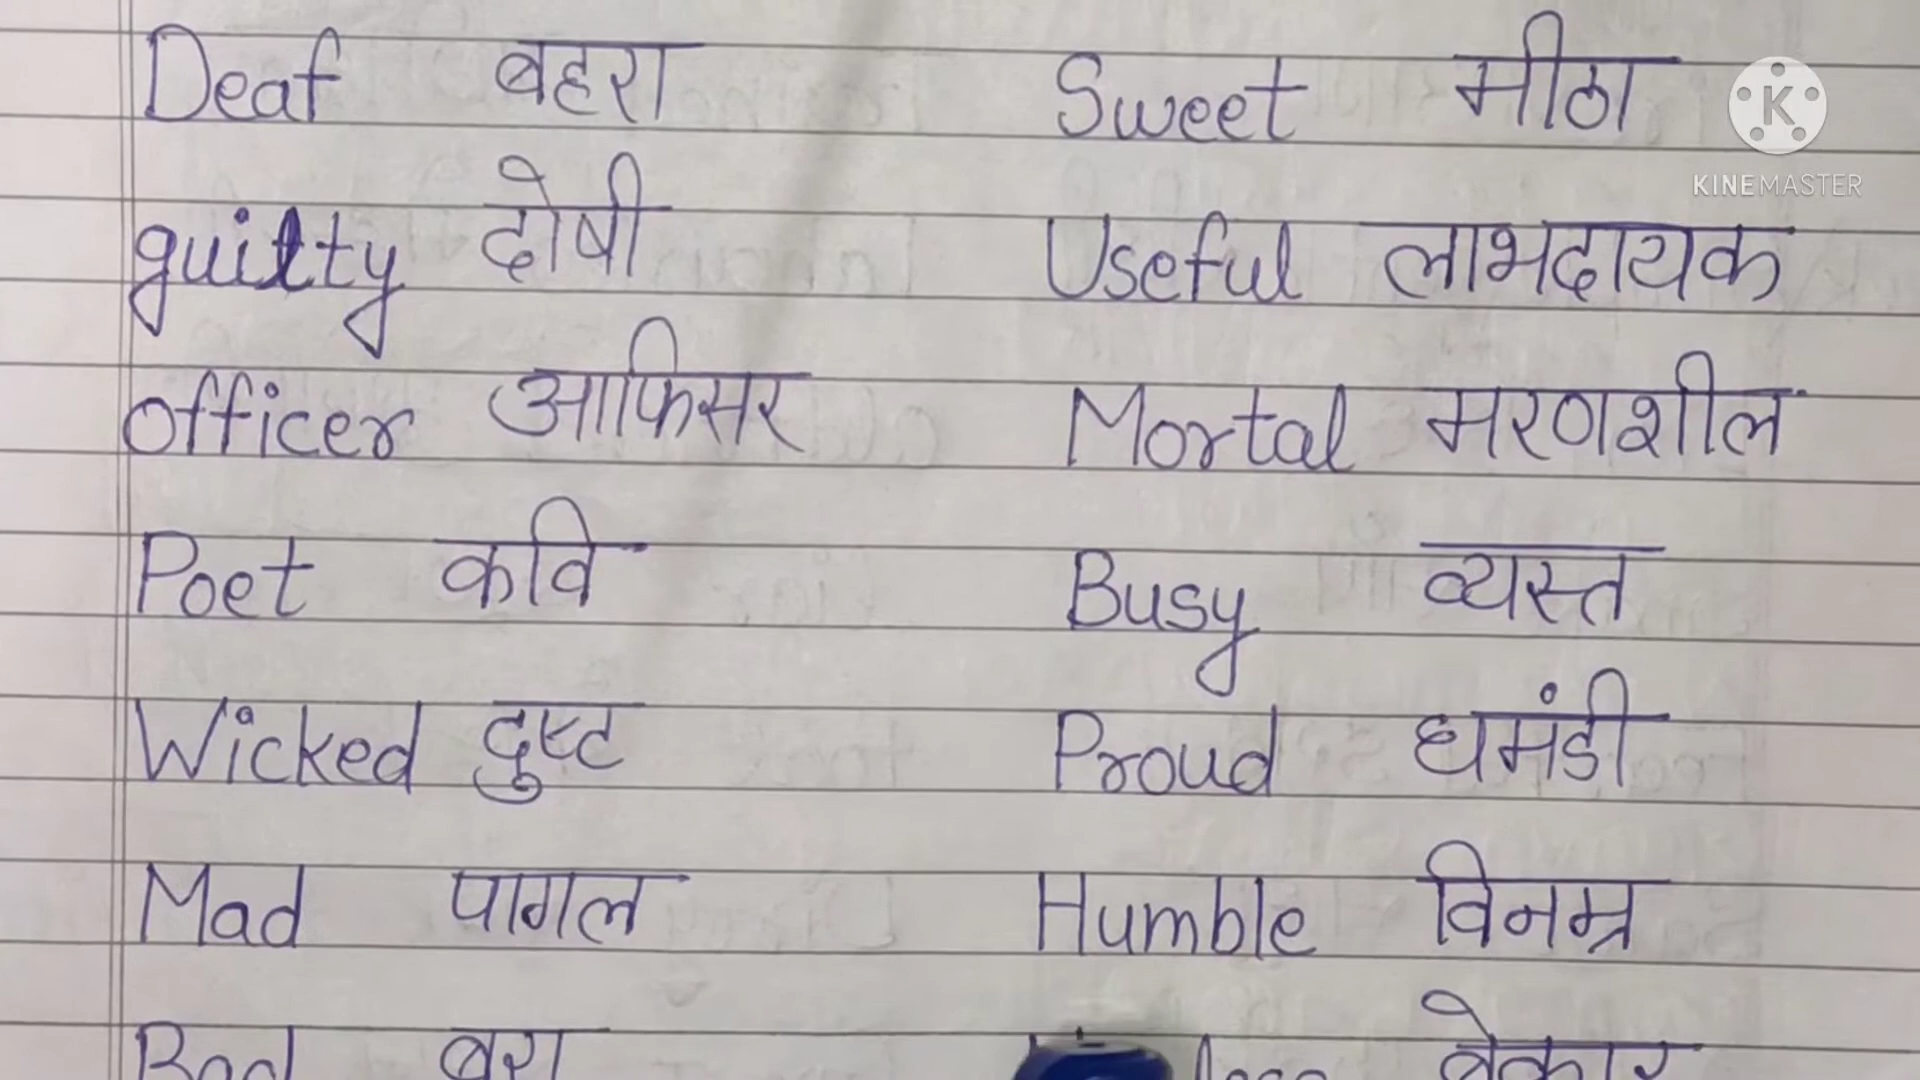 Deaf बहरा Sweet मीठा
KINEMASTER
guilty दोषी Useful लाभदायक
officer आफिसर Mortal मरणशील
Poet कवि Busy व्यस्त
Wicked दुष्ट Proud घमंडी
Mad पागल Humble विनम्र
Bad बेकार